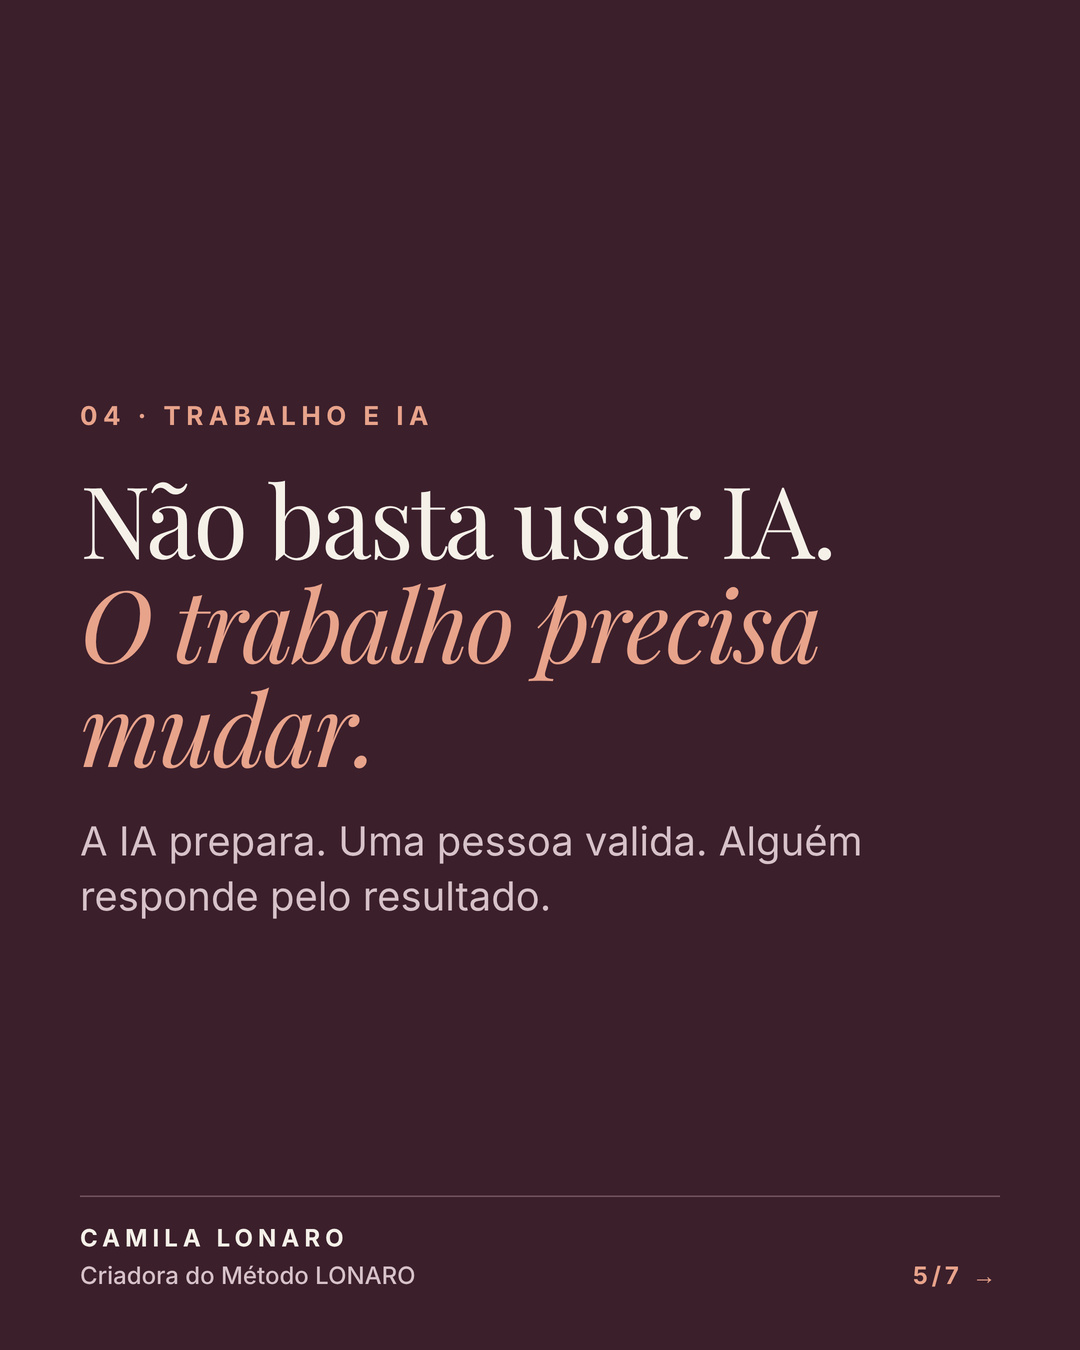 04 · TRABALHO E IA
Não basta usar IA.
O trabalho precisa
mudar.
A IA prepara. Uma pessoa valida. Alguém
responde pelo resultado.
CAMILA LONARO
Criadora do Método LONARO
5/7 →